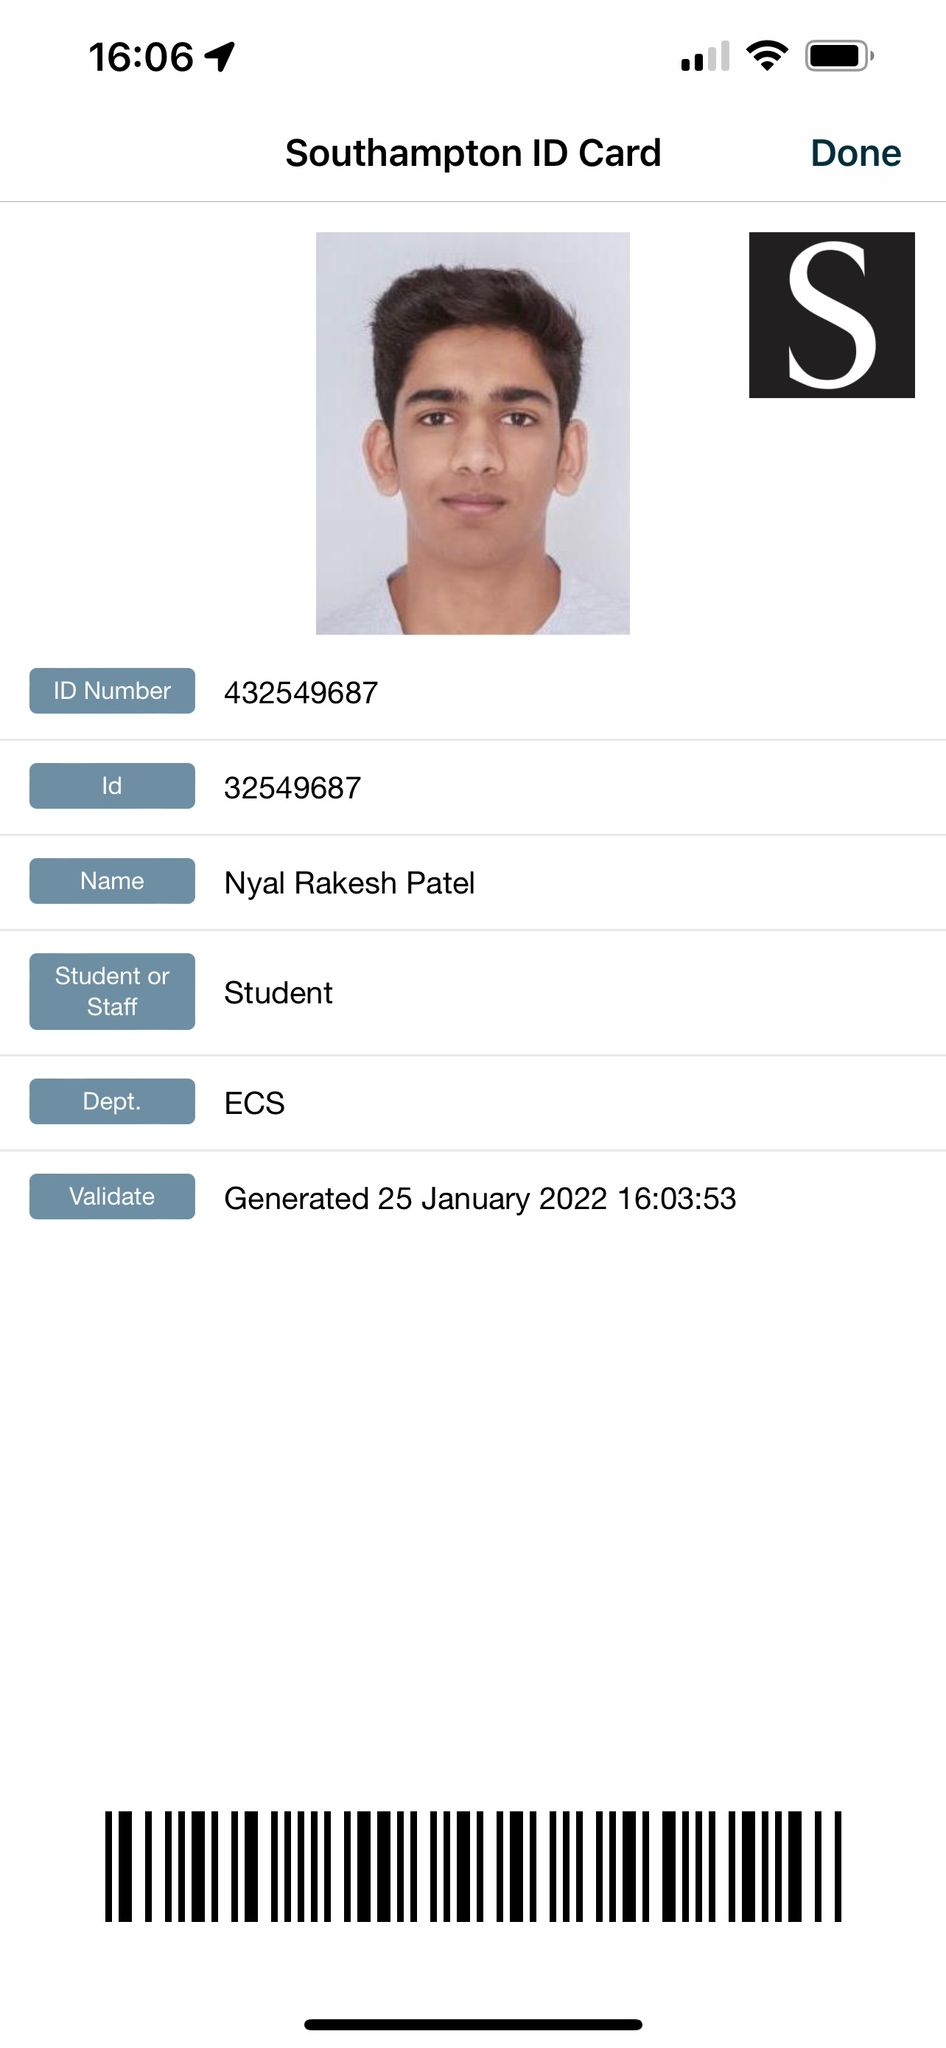 16:06
Southampton ID Card
Done
S
ID Number
432549687
Id
32549687
Name
Nyal Rakesh Patel
Student or
Staff
Student
Dept.
ECS
Validate
Generated 25 January 2022 16:03:53